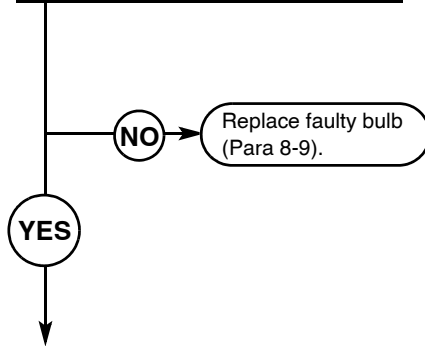 NO
Replace faulty bulb
(Para 8-9).
YES